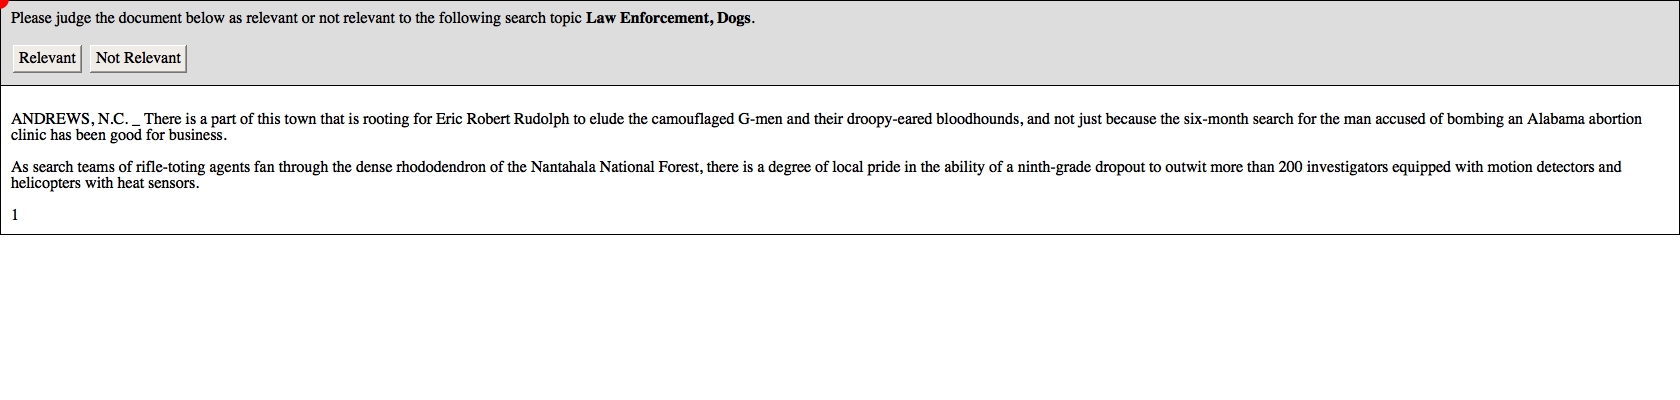 Please judge the document below as relevant or not relevant to the following search topic Law Enforcement, Dogs.
Relevant Not Relevant
ANDREWS, N.C. _ There is a part of this town that is rooting for Eric Robert Rudolph to elude the camouflaged G-men and their droopy-eared bloodhounds, and not just because the six-month search for the man accused of bombing an Alabama abortion
clinic has been good for business.
As search teams of rifle-toting agents fan through the dense rhododendron of the Nantahala National Forest, there is a degree of local pride in the ability of a ninth-grade dropout to outwit more than 200 investigators equipped with motion detectors and
helicopters with heat sensors.
1